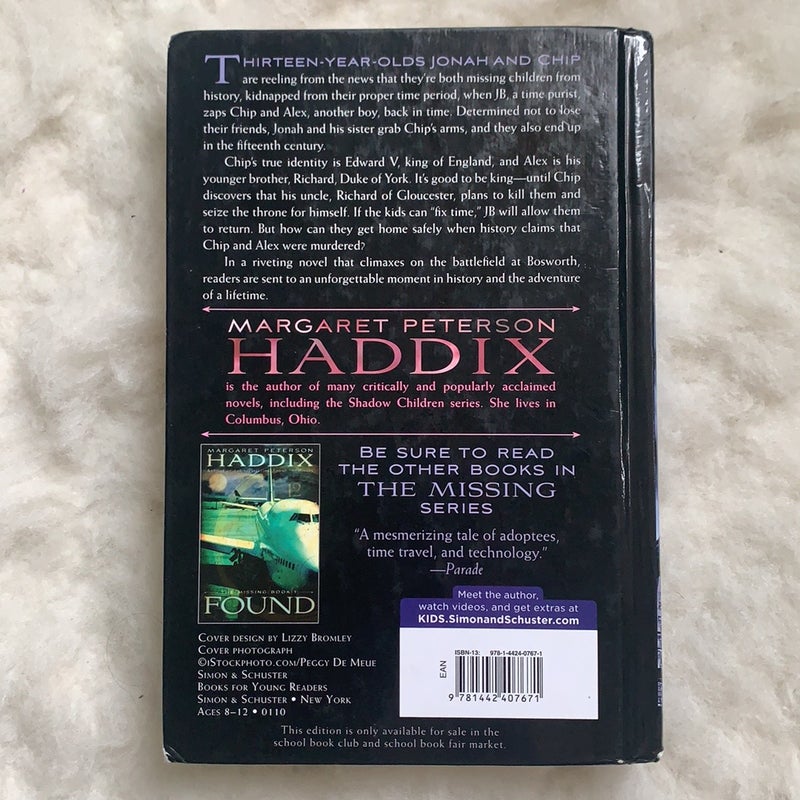 THIRTEEN-YEAR-OLDS JONAH AND CHIP
are reeling from the news that they're both missing children from
history, kidnapped from their proper time period, when JB, a time purist,
zaps Chip and Alex, another boy, back in time. Determined not to lose
their friends, Jonah and his sister grab Chip's arms, and they also end up
in the fifteenth century.
Chip's true identity is Edward V, king of England, and Alex is his
younger brother, Richard, Duke of York. It's good to be king—until Chip
discovers that his uncle, Richard of Gloucester, plans to kill them and
seize the throne for himself. If the kids can "fix time," JB will allow them
to return. But how can they get home safely when history claims that
Chip and Alex were murdered?
In a riveting novel that climaxes on the battlefield at Bosworth,
readers are sent to an unforgettable moment in history and the adventure
of a lifetime.
MARGARET PETERSON
HADDIX
is the author of many critically and popularly acclaimed
novels, including the Shadow Children series. She lives in
Columbus, Ohio.
MARGARET PETERSON
HADDIX
THE MISSING BOOK 1
FOUND
BE SURE TO READ
THE OTHER BOOKS IN
THE MISSING
SERIES
"A mesmerizing tale of adoptees,
time travel, and technology."
—Parade
Meet the author,
watch videos, and get extras at
KIDS.SimonandSchuster.com
COVER DESIGN BY LIZZY BROMLEY
COVER PHOTOGRAPH
©ISTOCKPHOTO.COM/PEGGY DE MEUE
SIMON & SCHUSTER
BOOKS FOR YOUNG READERS
SIMON & SCHUSTER • NEW YORK
AGES 8–12 • 0110
ISBN-13: 978-1-4424-0767-1
EAN
9 781442 407671
This edition is only available for sale in the
school book club and school book fair market.